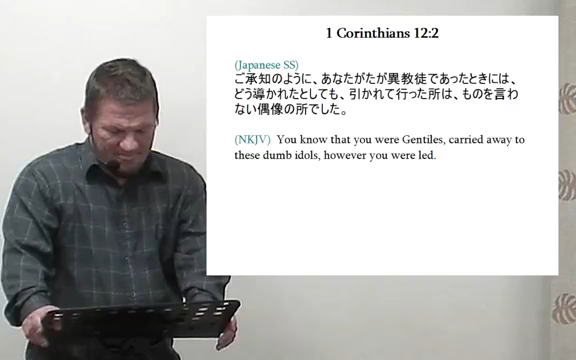 1 Corinthians 12:2
(Japanese SS)
ご承知のように、あなたがたが異教徒であったときには、
どう導かれたとしても、引かれて行った所は、ものを言わ
ない偶像の所でした。
(NKJV) You know that you were Gentiles, carried away to
these dumb idols, however you were led.